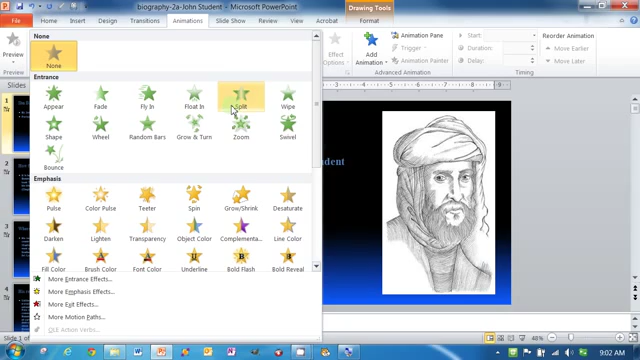 biography-2a-John Student - Microsoft PowerPoint
Drawing Tools
File Home Insert Design Transitions Animations Slide Show Review View Acrobat Format
Preview
Preview
None
None
Entrance
Appear Fade Fly In Float In Split Wipe
Shape Wheel Random Bars Grow & Turn Zoom Swivel
Bounce
Emphasis
Pulse Color Pulse Teeter Spin Grow/Shrink Desaturate
Darken Lighten Transparency Object Color Complementa... Line Color
Fill Color Brush Color Font Color Underline Bold Flash Bold Reveal
More Entrance Effects...
More Emphasis Effects...
More Exit Effects...
More Motion Paths...
OLE Action Verbs...
Effect
Options
Add
Animation
Animation Pane
Trigger
Animation Painter
Advanced Animation
Start:
Duration:
Delay:
Timing
Reorder Animation
Move Earlier
Move Later
Slides
1
2
3
4
udent
Slide 1 of
48%
9:02 AM